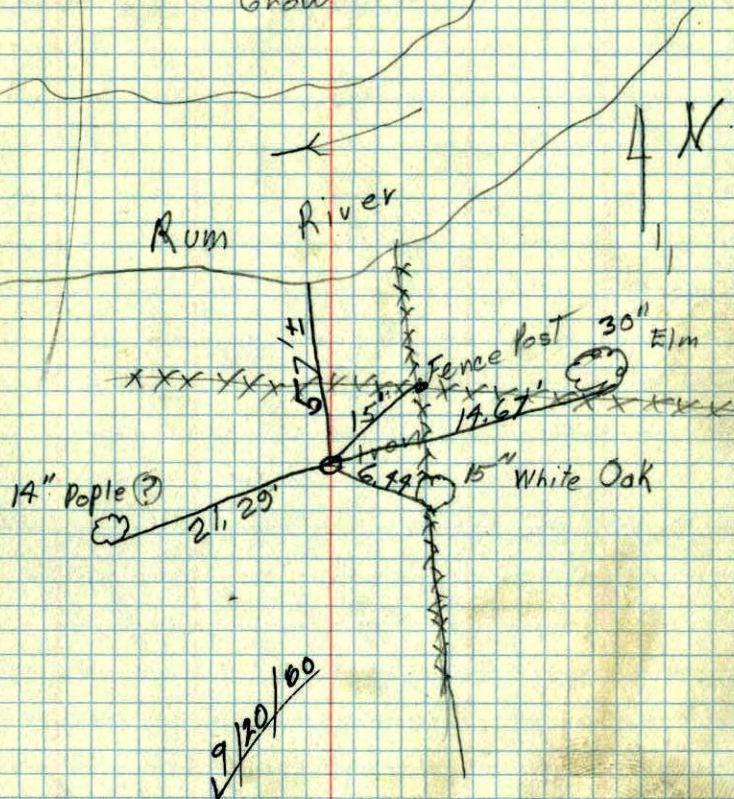 N
Rum River
30" Elm
Fence Post
15'
14.67'
Iron
15" White Oak
14" Pople ?
21.29'
9/20/60